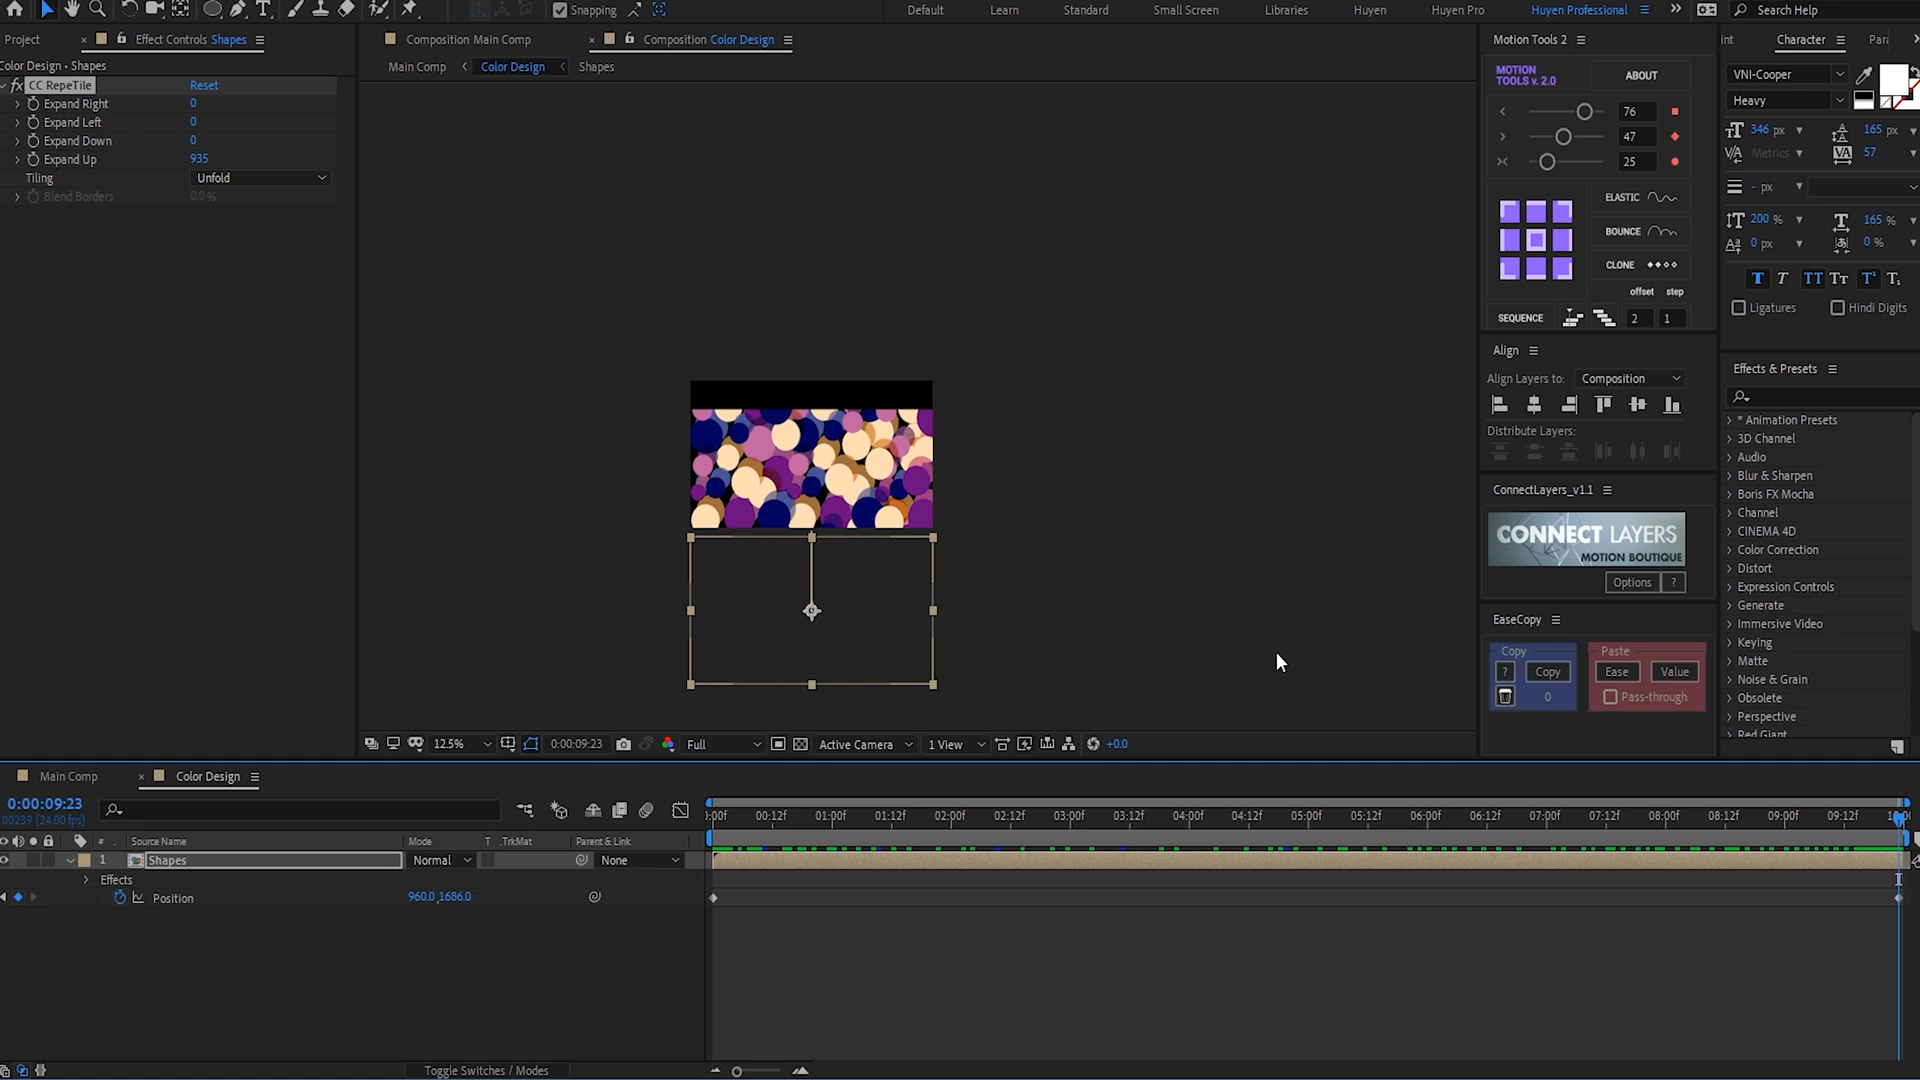 Snapping
Default
Learn
Standard
Small Screen
Libraries
Huyen
Huyen Pro
Huyen Professional
Search Help
Project
Effect Controls Shapes
Composition Main Comp
Composition Color Design
Main Comp
Color Design
Shapes
Color Design • Shapes
fx CC RepeTile Reset
Expand Right 0
Expand Left 0
Expand Down 0
Expand Up 935
Tiling Unfold
Blend Borders 0.0%
Motion Tools 2
MOTION
TOOLS v. 2.0
ABOUT
76
47
25
ELASTIC
BOUNCE
CLONE
offset step
SEQUENCE 2 1
Align
Align Layers to: Composition
Distribute Layers:
ConnectLayers_v1.1
CONNECT LAYERS
MOTION BOUTIQUE
Options ?
EaseCopy
Copy Paste
? Copy Ease Value
0 Pass-through
int Character Par
VNI-Cooper
Heavy
346 px 165 px
Metrics 57
- px
200 % 165 %
0 px 0 %
T T TT Tt T¹ T₁
Ligatures Hindi Digits
Effects & Presets
* Animation Presets
3D Channel
Audio
Blur & Sharpen
Boris FX Mocha
Channel
CINEMA 4D
Color Correction
Distort
Expression Controls
Generate
Immersive Video
Keying
Matte
Noise & Grain
Obsolete
Perspective
Red Giant
12.5% 0:00:09:23 Full Active Camera 1 View +0.0
Main Comp Color Design
0:00:09:23
00239 (24.00 fps)
:00f 00:12f 01:00f 01:12f 02:00f 02:12f 03:00f 03:12f 04:00f 04:12f 05:00f 05:12f 06:00f 06:12f 07:00f 07:12f 08:00f 08:12f 09:00f 09:12f
# Source Name Mode T .TrkMat Parent & Link
1 Shapes Normal None
Effects
Position 960.0,1686.0
Toggle Switches / Modes